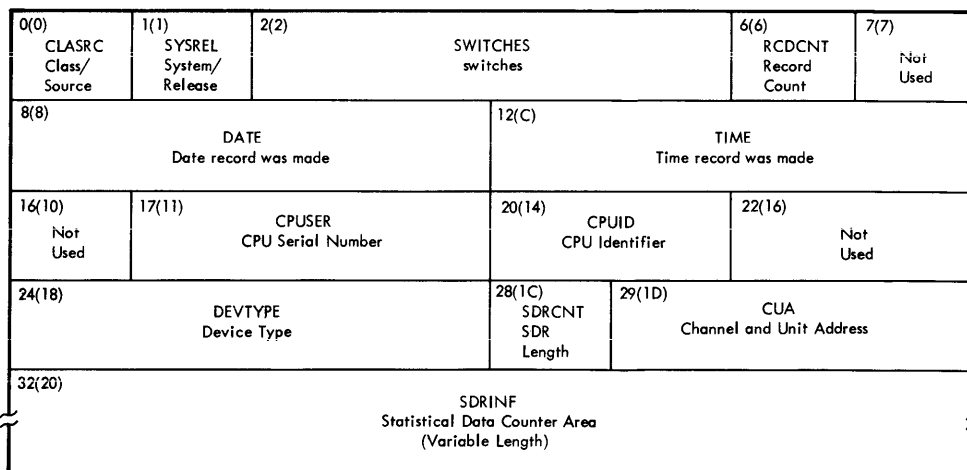 0(0)
CLASRC
Class/
Source
1(1)
SYSREL
System/
Release
2(2)
SWITCHES
switches
6(6)
RCDCNT
Record
Count
7(7)
Not
Used
8(8)
DATE
Date record was made
12(C)
TIME
Time record was made
16(10)
Not
Used
17(11)
CPUSER
CPU Serial Number
20(14)
CPUID
CPU Identifier
22(16)
Not
Used
24(18)
DEVTYPE
Device Type
28(1C)
SDRCNT
SDR
Length
29(1D)
CUA
Channel and Unit Address
32(20)
SDRINF
Statistical Data Counter Area
(Variable Length)